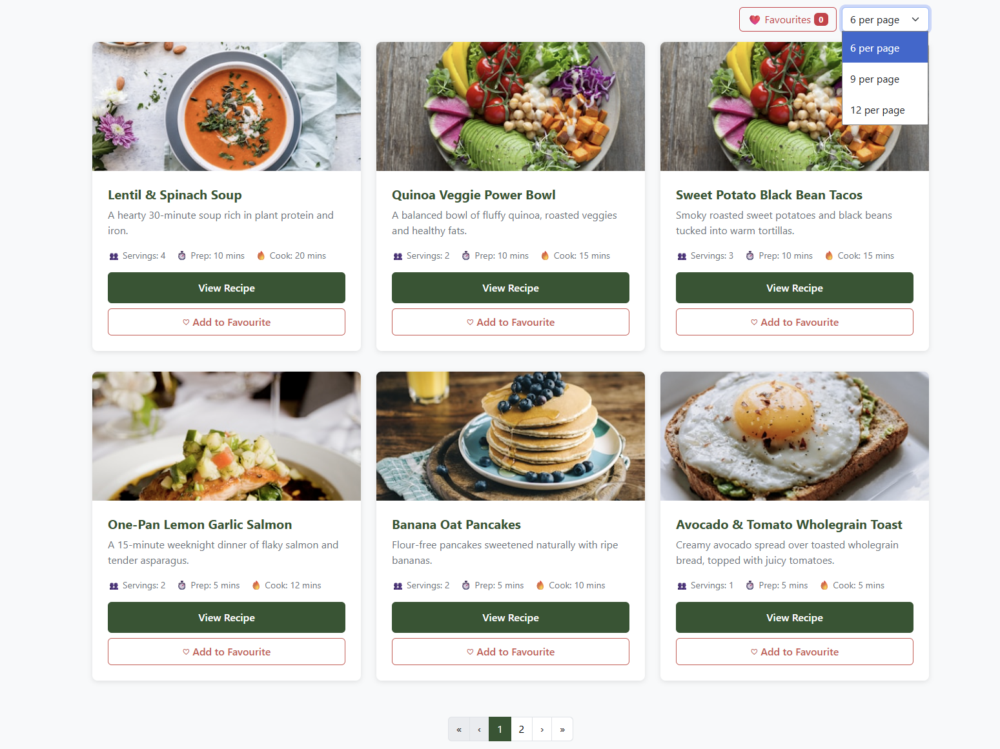 Favourites 0
6 per page
6 per page
9 per page
12 per page
Lentil & Spinach Soup
A hearty 30-minute soup rich in plant protein and
iron.
Servings: 4 Prep: 10 mins Cook: 20 mins
View Recipe
♡ Add to Favourite
Quinoa Veggie Power Bowl
A balanced bowl of fluffy quinoa, roasted veggies
and healthy fats.
Servings: 2 Prep: 10 mins Cook: 15 mins
View Recipe
♡ Add to Favourite
Sweet Potato Black Bean Tacos
Smoky roasted sweet potatoes and black beans
tucked into warm tortillas.
Servings: 3 Prep: 10 mins Cook: 15 mins
View Recipe
♡ Add to Favourite
One-Pan Lemon Garlic Salmon
A 15-minute weeknight dinner of flaky salmon and
tender asparagus.
Servings: 2 Prep: 5 mins Cook: 12 mins
View Recipe
♡ Add to Favourite
Banana Oat Pancakes
Flour-free pancakes sweetened naturally with ripe
bananas.
Servings: 2 Prep: 5 mins Cook: 10 mins
View Recipe
♡ Add to Favourite
Avocado & Tomato Wholegrain Toast
Creamy avocado spread over toasted wholegrain
bread, topped with juicy tomatoes.
Servings: 1 Prep: 5 mins Cook: 5 mins
View Recipe
♡ Add to Favourite
« ‹ 1 2 › »